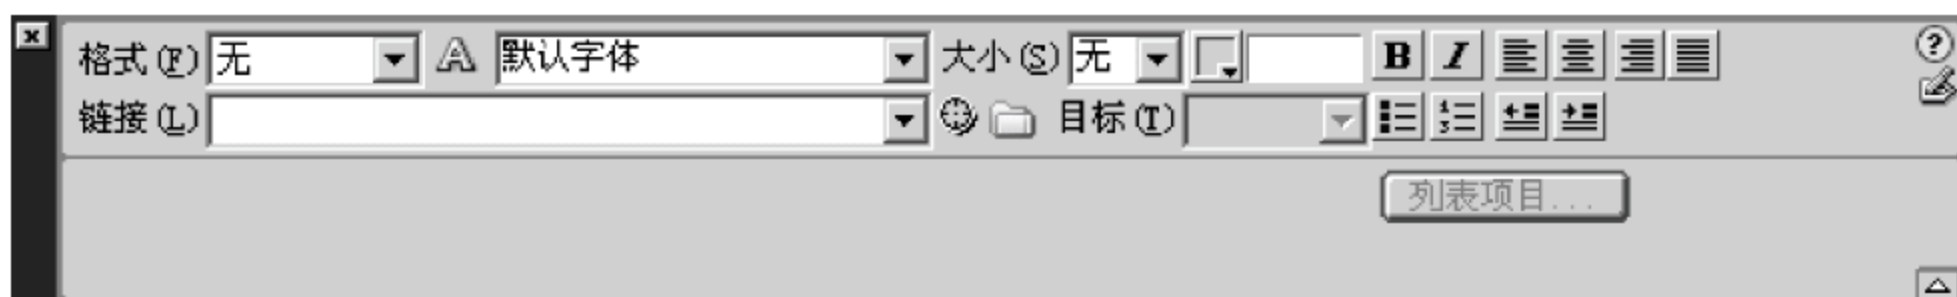 格式(F) 无 默认字体 大小(S) 无 B I
链接(L) 目标(T)
列表项目...